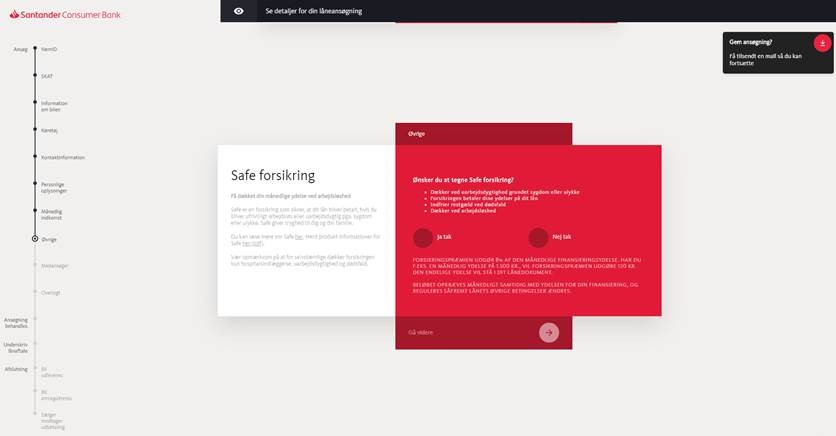 Santander Consumer Bank
Se detaljer for din låneansøgning
Gem ansøgning?
Få tilsendt en mail så du kan
fortsætte
Ansøg
NemID
SKAT
Information
om bilen
Køretøj
Kontaktinformation
Personlige
oplysninger
Månedlig
indkomst
Øvrige
Medansøger
Oversigt
Ansøgning
behandles
Underskriv
låneaftale
Afslutning
Bil
omregistreres
Sælger
modtager
udbetaling
Øvrige
Safe forsikring
Få dækket din månedlige ydelse ved arbejdsløshed
Safe er en forsikring som sikrer, at dit lån bliver betalt, hvis du
bliver ufrivilligt arbejdsløs eller uarbejdsdygtig pga. sygdom
eller ulykke. Safe giver tryghed til dig og din familie.
Du kan læse mere om Safe her. Hent produkt informationer for
Safe her (pdf).
Vær opmærksom på at for selvstændige dækker forsikringen
kun hospitalsindlæggelse, uarbejdsdygtighed og dødsfald.
Ønsker du at tegne Safe forsikring?
Dækker ved uarbejdsdygtighed grundet sygdom eller ulykke
Forsikringen betaler dine ydelser på dit lån
Indfrier restgæld ved dødsfald
Dækker ved arbejdsløshed
Ja tak
Nej tak
FORSIKRINGSPRÆMIEN UDGØR 8% AF DEN MÅNEDLIGE FINANSIERINGSYDELSE. HAR DU
F.EKS. EN MÅNEDLIG YDELSE PÅ 1.500 KR., VIL FORSIKRINGSPRÆMIEN UDGØRE 120 KR.
DEN ENDELIGE YDELSE VIL STÅ I DIT LÅNEDOKUMENT.
BELØBET OPKRÆVES MÅNEDLIGT SAMTIDIG MED YDELSEN FOR DIN FINANSIERING, OG
REGULERES SÅFREMT LÅNETS ØVRIGE BETINGELSER ÆNDRES.
Gå videre